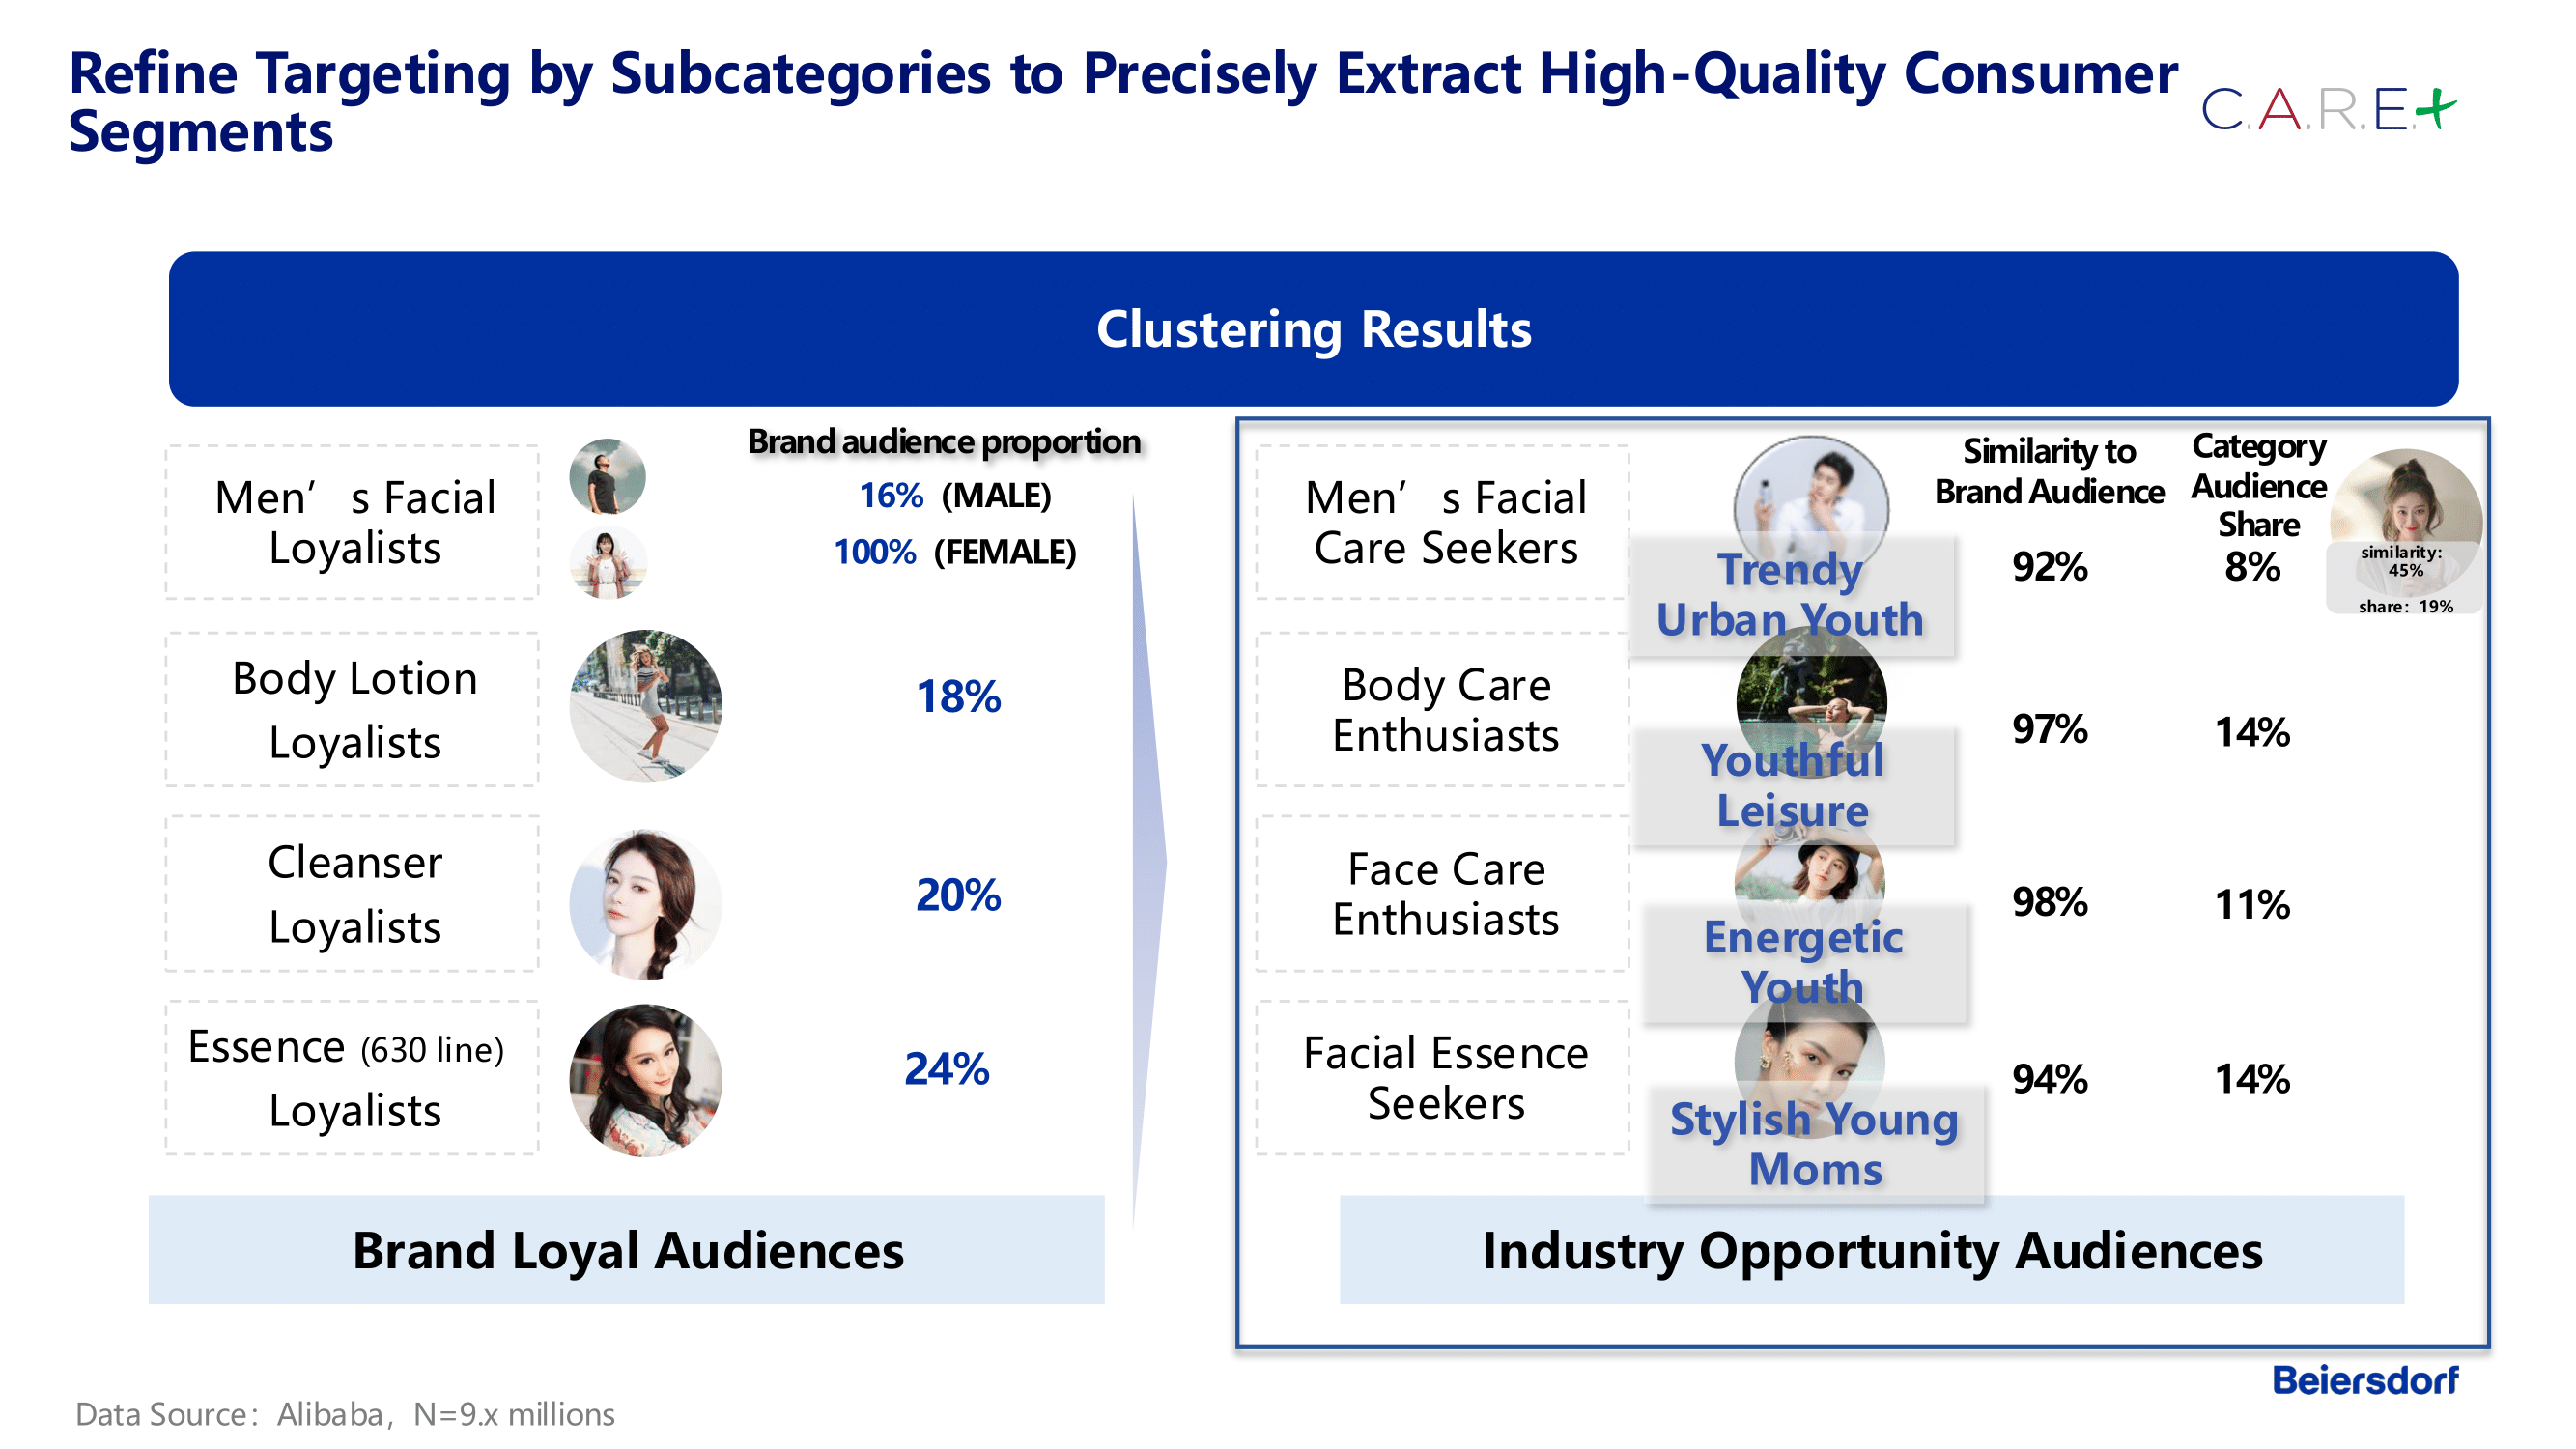 Refine Targeting by Subcategories to Precisely Extract High-Quality Consumer
Segments
C.A.R.E.+
Clustering Results
Brand audience proportion
Men’ s Facial
Loyalists
16% (MALE)
100% (FEMALE)
Body Lotion
Loyalists
18%
Cleanser
Loyalists
20%
Essence (630 line)
Loyalists
24%
Brand Loyal Audiences
Similarity to
Brand Audience
Category
Audience
Share
Men’ s Facial
Care Seekers
Trendy
Urban Youth
92%
8%
similarity:
45%
share: 19%
Body Care
Enthusiasts
Youthful
Leisure
97%
14%
Face Care
Enthusiasts
Energetic
Youth
98%
11%
Facial Essence
Seekers
Stylish Young
Moms
94%
14%
Industry Opportunity Audiences
Beiersdorf
Data Source：Alibaba，N=9.x millions